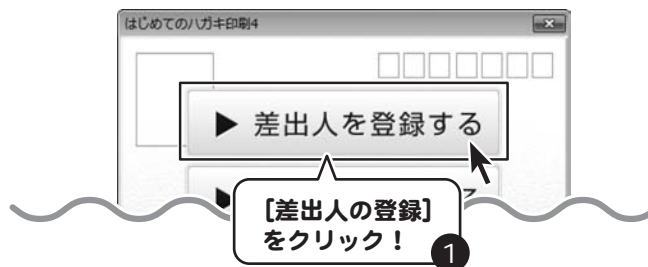 はじめてのハガキ印刷4
▶ 差出人を登録する
[差出人の登録]
をクリック！
1